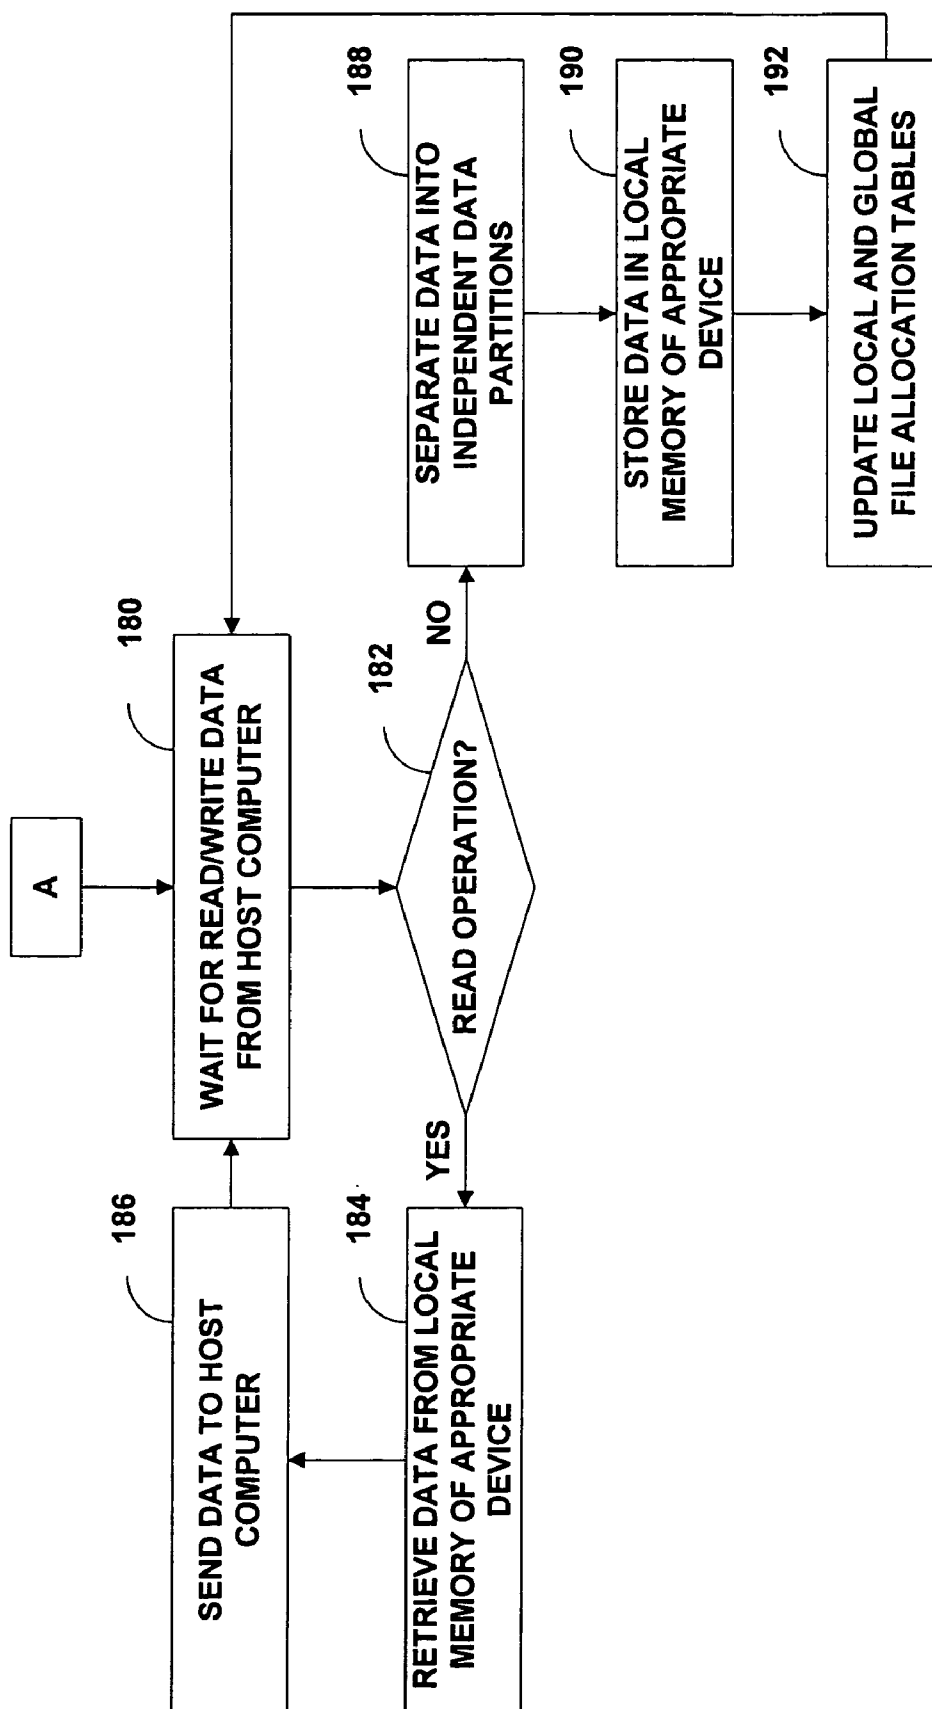 A
180
WAIT FOR READ/WRITE DATA
FROM HOST COMPUTER
182
READ OPERATION?
YES
NO
184
RETRIEVE DATA FROM LOCAL
MEMORY OF APPROPRIATE
DEVICE
186
SEND DATA TO HOST
COMPUTER
188
SEPARATE DATA INTO
INDEPENDENT DATA
PARTITIONS
190
STORE DATA IN LOCAL
MEMORY OF APPROPRIATE
DEVICE
192
UPDATE LOCAL AND GLOBAL
FILE ALLOCATION TABLES